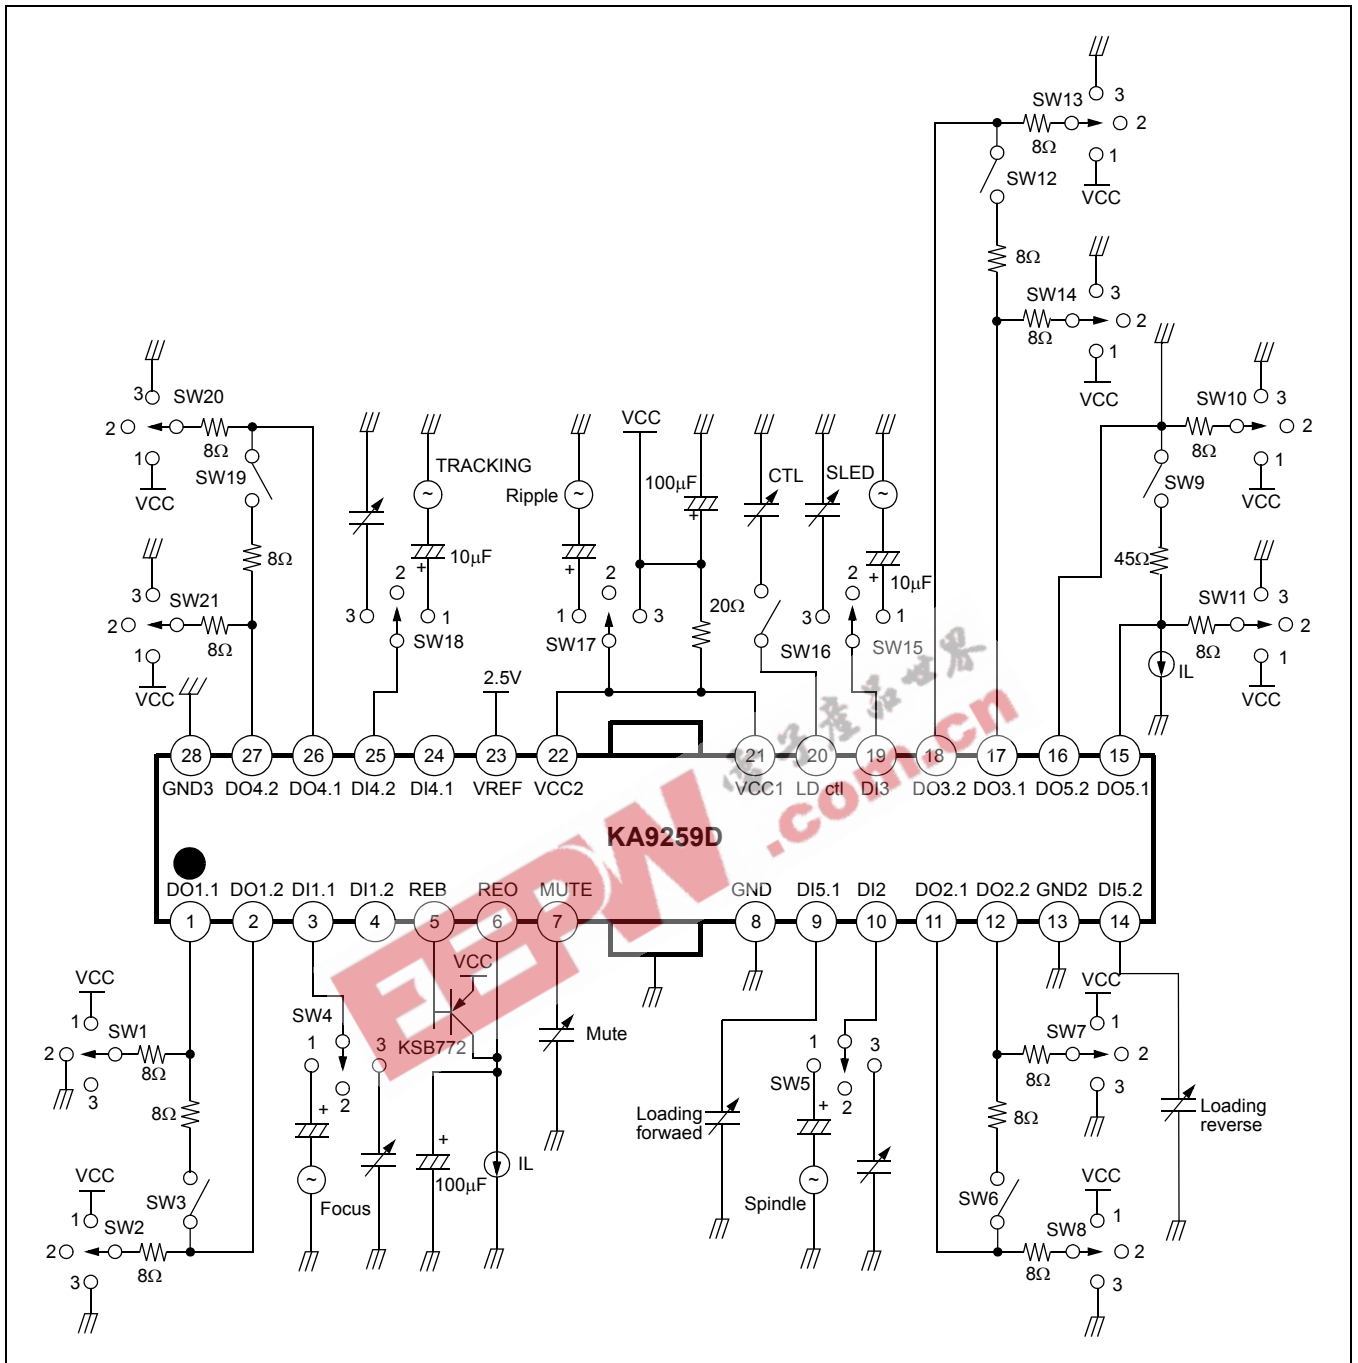 3
SW13
2
8Ω
1
SW12
VCC
8Ω
3
SW14
2
8Ω
1
VCC
3
SW20
2
8Ω
1
SW19
VCC
8Ω
3
SW21
2
8Ω
1
VCC
TRACKING
10μF
+
2
3
1
SW18
Ripple
+
2
1
3
SW17
VCC
100μF
+
20Ω
CTL
SW16
SLED
3
2
10μF
+
1
SW15
3
SW10
2
8Ω
1
SW9
VCC
45Ω
3
SW11
2
8Ω
1
IL
VCC
2.5V
28 27 26 25 24 23 22 21 20 19 18 17 16 15
GND3 DO4.2 DO4.1 DI4.2 DI4.1 VREF VCC2 VCC1 LD ctl DI3 DO3.2 DO3.1 DO5.2 DO5.1
電子産品世界
EEPW .com.cn
KA9259D
DO1.1 DO1.2 DI1.1 DI1.2 REB REO MUTE GND DI5.1 DI2 DO2.1 DO2.2 GND2 DI5.2
1 2 3 4 5 6 7 8 9 10 11 12 13 14
VCC
1
SW1
2
8Ω
3
8Ω
VCC
SW3
1
SW2
2
8Ω
3
SW4
1
3
2
+
Focus
VCC
KSB772
+
100μF
IL
Mute
Loading
forwaed
1
3
SW5
2
+
Spindle
VCC
1
SW7
2
8Ω
3
8Ω
VCC
SW6
1
SW8
2
8Ω
3
Loading
reverse